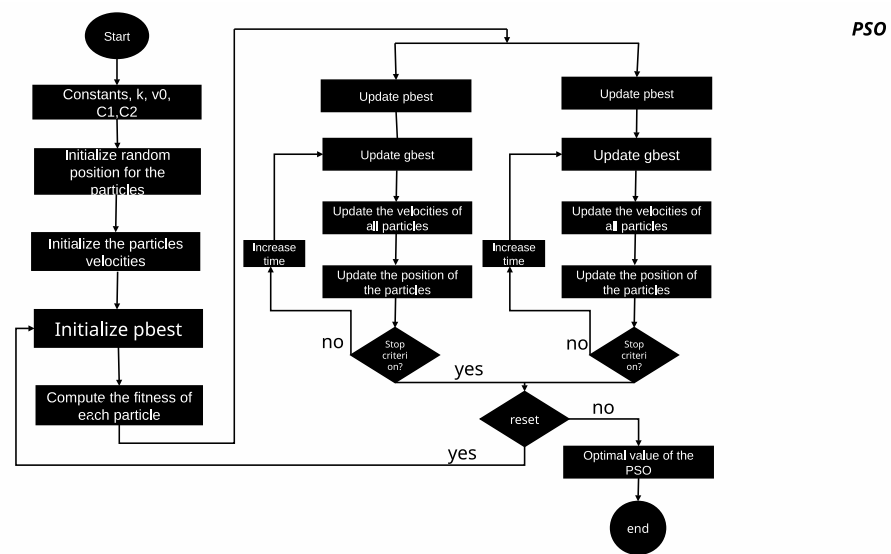 PSO
Start
Constants, k, v0,
C1,C2
Initialize random
position for the
particles
Initialize the particles
velocities
Initialize pbest
Compute the fitness of
each particle
Update pbest
Update gbest
Update the velocities of
all particles
Increase
time
Update the position of
the particles
Stop
criteri
on?
no
yes
Update pbest
Update gbest
Update the velocities of
all particles
Increase
time
Update the position of
the particles
Stop
criteri
on?
no
reset
no
yes
Optimal value of the
PSO
end